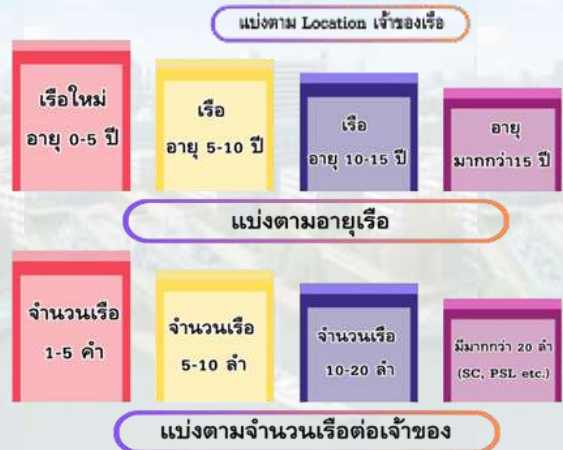 แบ่งตาม Location เจ้าของเรือ
เรือใหม่
อายุ 0-5 ปี
เรือ
อายุ 5-10 ปี
เรือ
อายุ 10-15 ปี
อายุ
มากกว่า15 ปี
แบ่งตามอายุเรือ
จำนวนเรือ
1-5 คำ
จำนวนเรือ
5-10 ลำ
จำนวนเรือ
10-20 ลำ
มีมากกว่า 20 ลำ
(SC, PSL etc.)
แบ่งตามจำนวนเรือต่อเจ้าของ